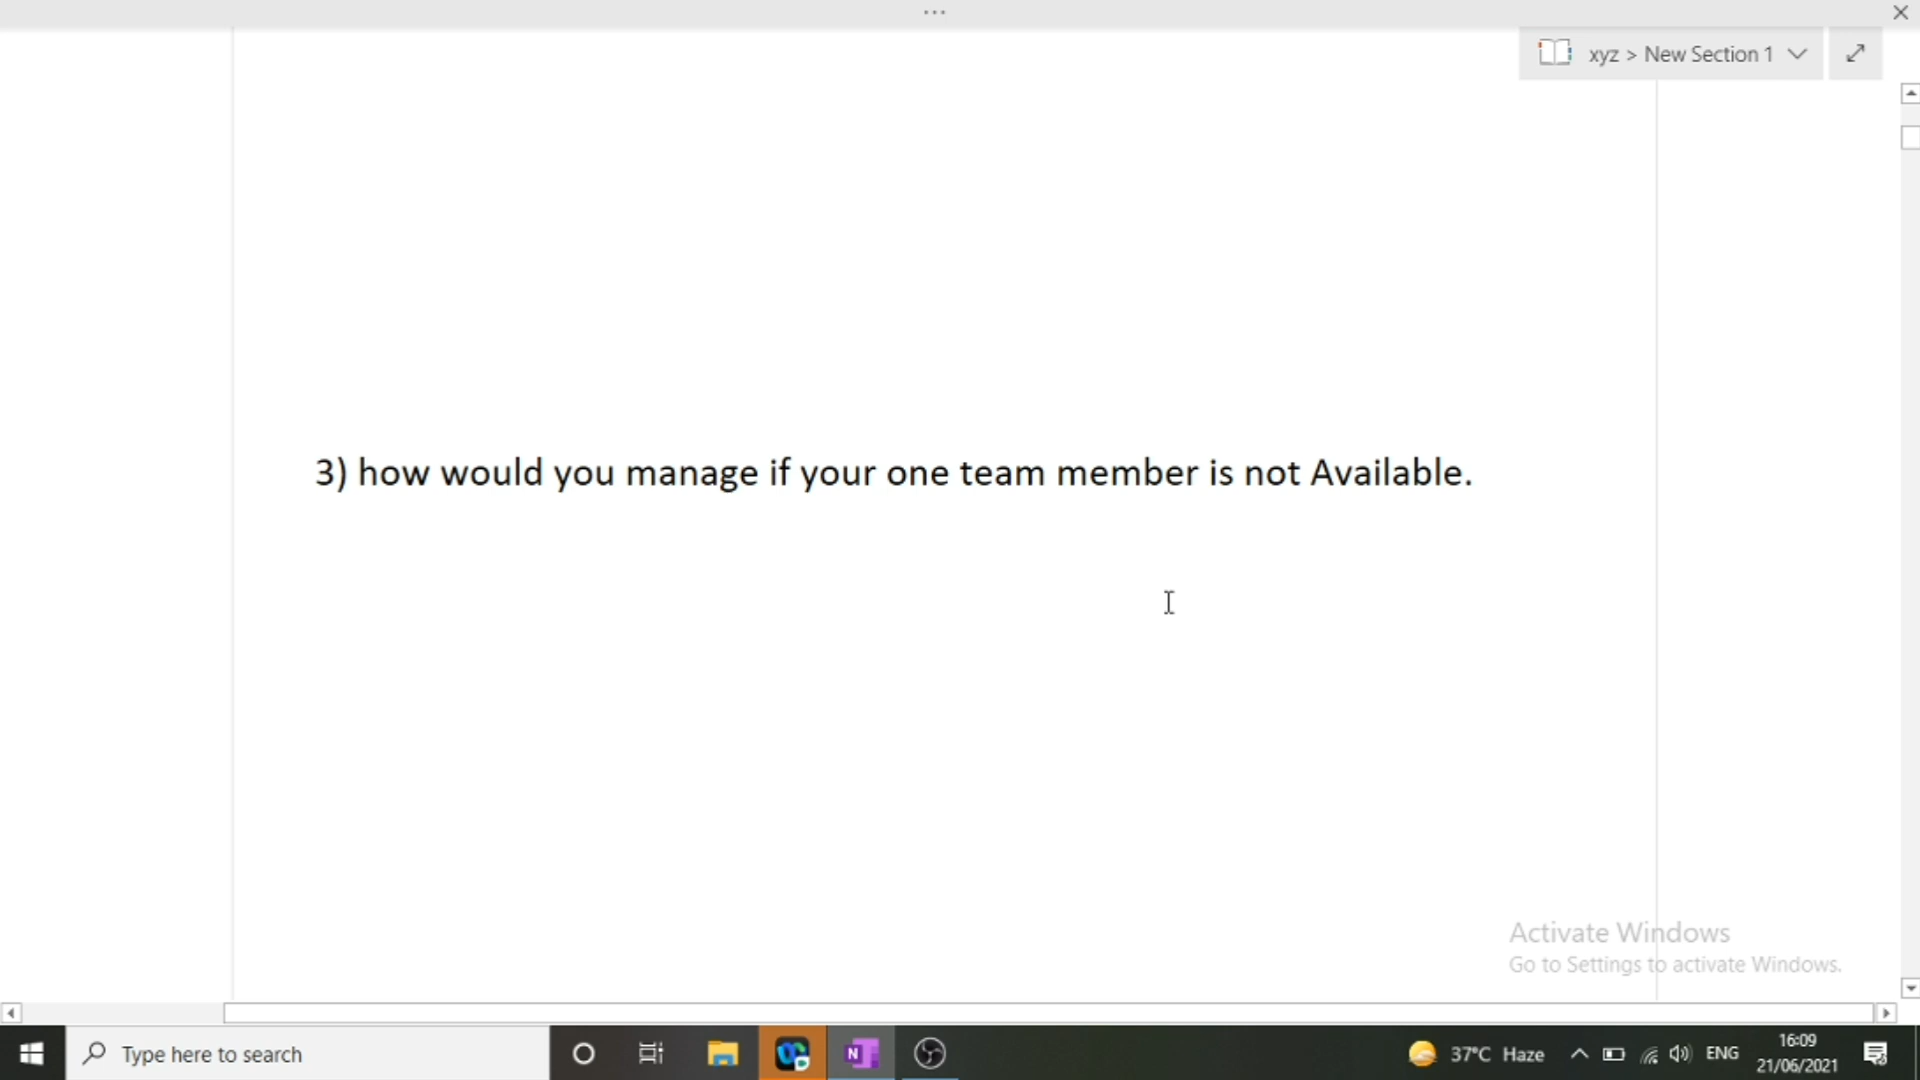 ...
xyz > New Section 1
3) how would you manage if your one team member is not Available.
Activate Windows
Go to Settings to activate Windows.
Type here to search
N
37°C Haze
ENG
16:09
21/06/2021